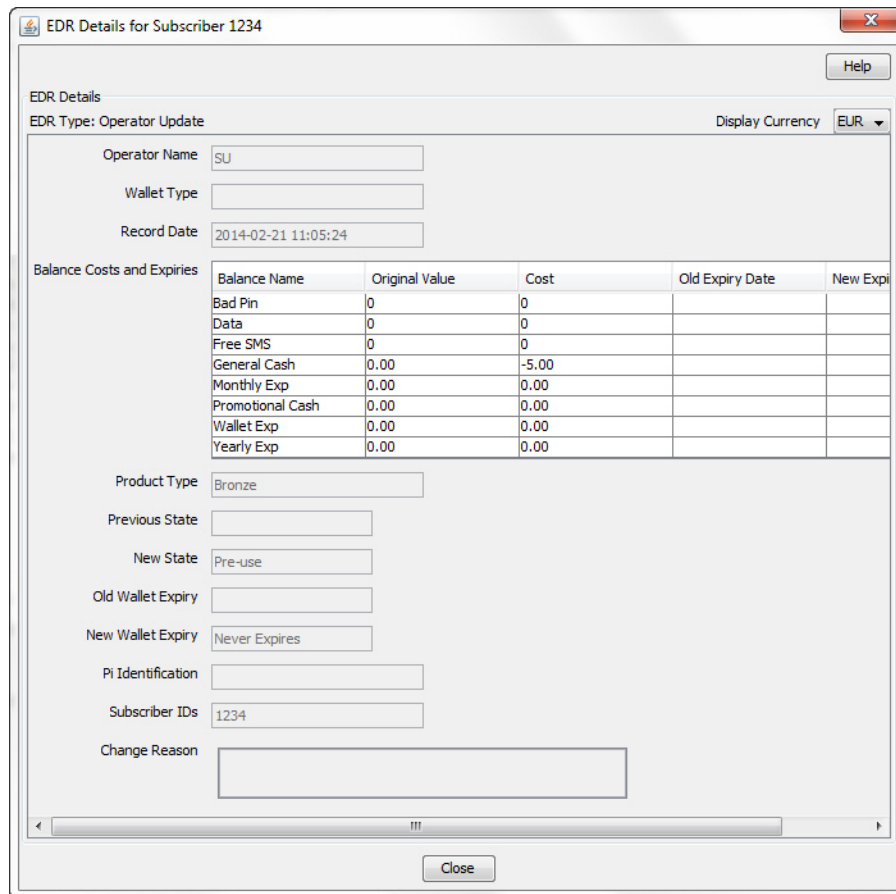 EDR Details for Subscriber 1234
Help
EDR Details
EDR Type: Operator Update Display Currency EUR
Operator Name SU
Wallet Type
Record Date 2014-02-21 11:05:24
Balance Costs and Expiries
Balance Name Original Value Cost Old Expiry Date New Expi
Bad Pin 0 0
Data 0 0
Free SMS 0 0
General Cash 0.00 -5.00
Monthly Exp 0.00 0.00
Promotional Cash 0.00 0.00
Wallet Exp 0.00 0.00
Yearly Exp 0.00 0.00
Product Type Bronze
Previous State
New State Pre-use
Old Wallet Expiry
New Wallet Expiry Never Expires
Pi Identification
Subscriber IDs 1234
Change Reason
Close